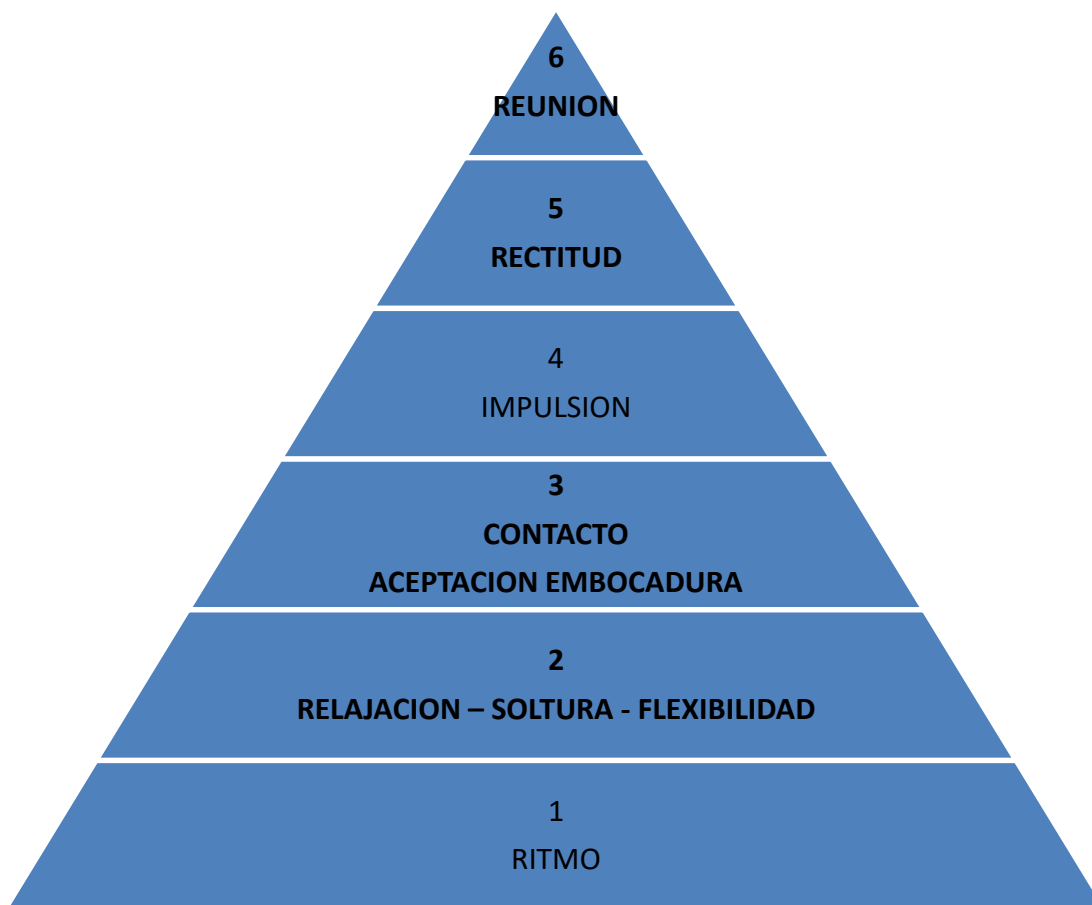 6
REUNION
5
RECTITUD
4
IMPULSION
3
CONTACTO
ACEPTACION EMBOCADURA
2
RELAJACION – SOLTURA - FLEXIBILIDAD
1
RITMO